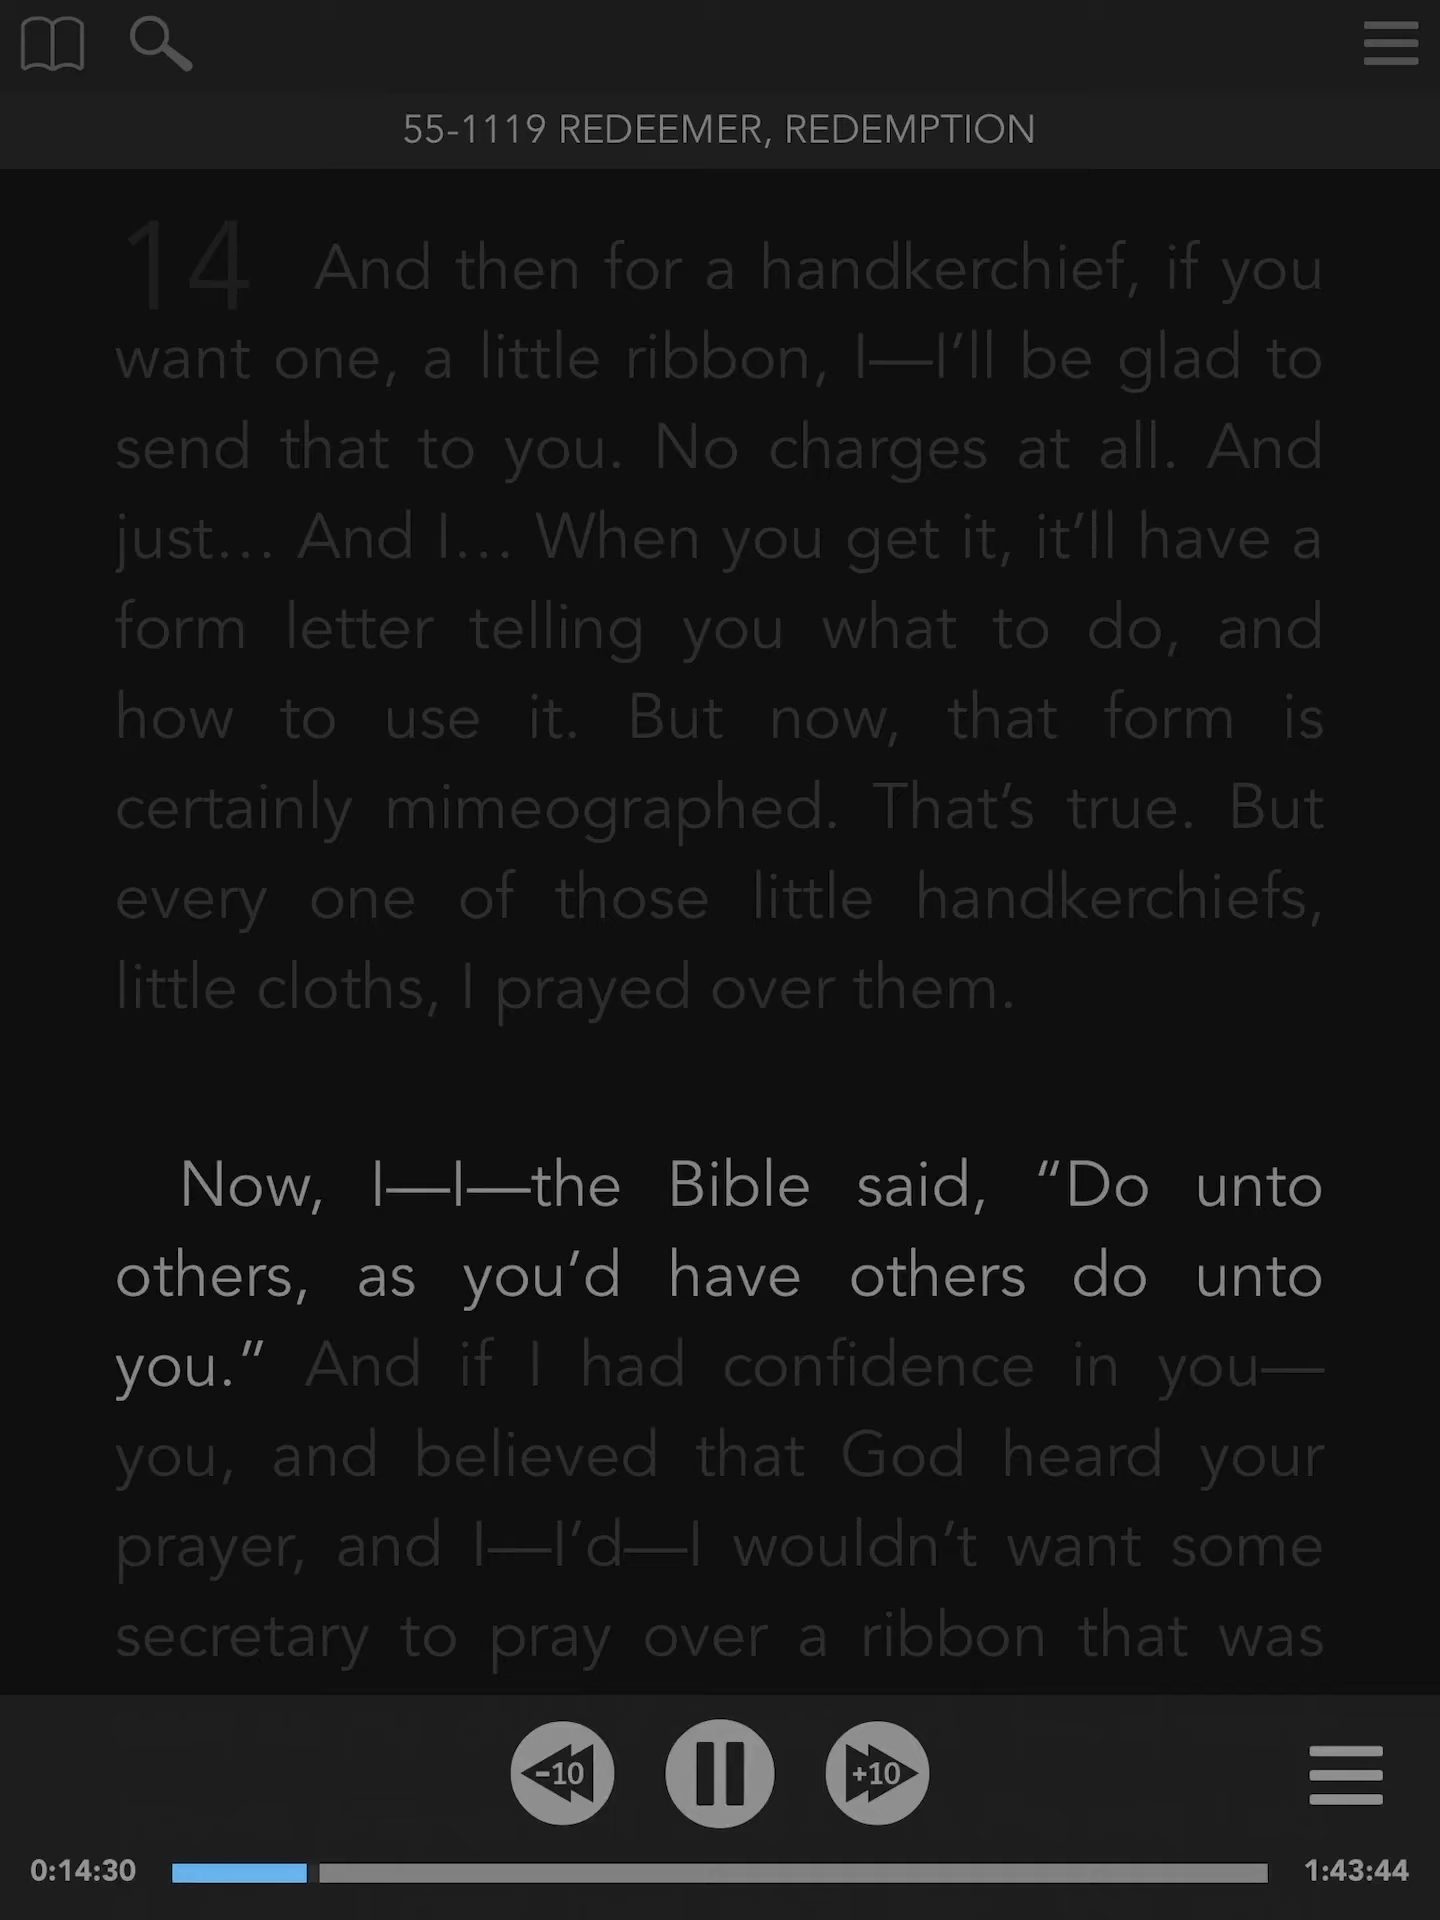 55-1119 REDEEMER, REDEMPTION
14 And then for a handkerchief, if you
want one, a little ribbon, I—I’ll be glad to
send that to you. No charges at all. And
just… And I… When you get it, it’ll have a
form letter telling you what to do, and
how to use it. But now, that form is
certainly mimeographed. That’s true. But
every one of those little handkerchiefs,
little cloths, I prayed over them.
Now, I—I—the Bible said, “Do unto
others, as you’d have others do unto
you.” And if I had confidence in you—
you, and believed that God heard your
prayer, and I—I’d—I wouldn’t want some
secretary to pray over a ribbon that was
-10 +10
0:14:30 1:43:44